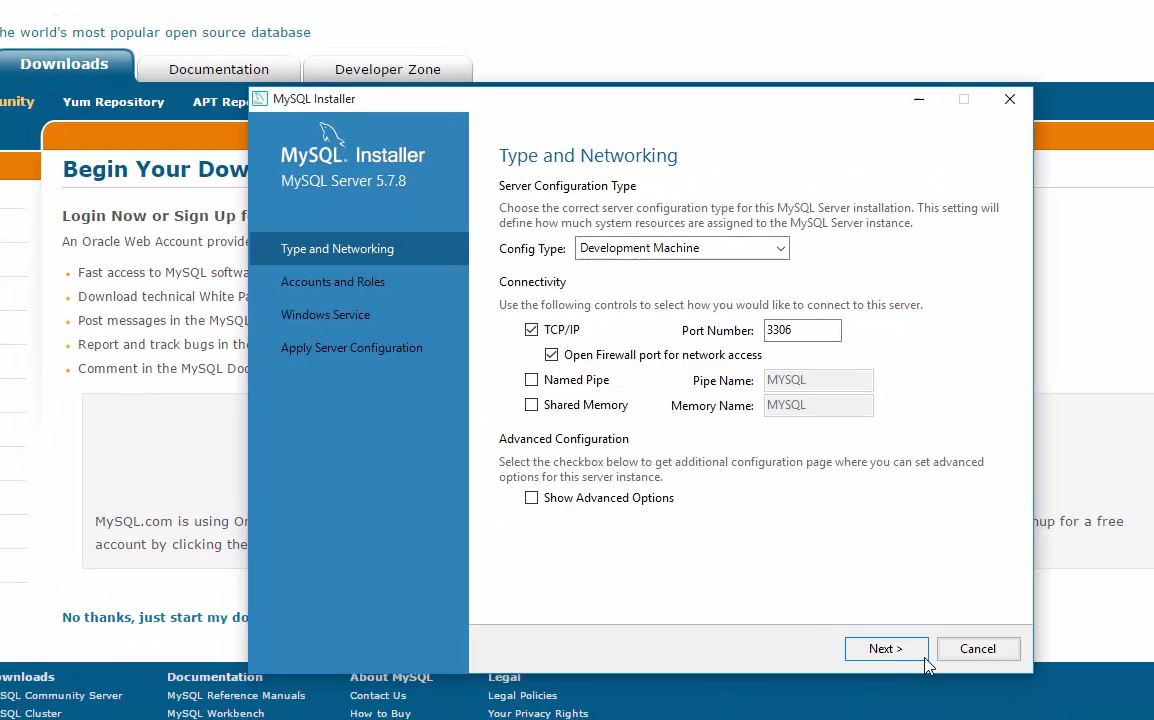 he world's most popular open source database
Downloads
Documentation
Developer Zone
unity
Yum Repository
APT Repo
MySQL Installer
Begin Your Dow
Login Now or Sign Up f
An Oracle Web Account provide
Fast access to MySQL softwa
Download technical White Pa
Post messages in the MySQL
Report and track bugs in the
Comment in the MySQL Doc
MySQL.com is using Or
nup for a free
account by clicking the
No thanks, just start my do
MySQL. Installer
MySQL Server 5.7.8
Type and Networking
Accounts and Roles
Windows Service
Apply Server Configuration
Type and Networking
Server Configuration Type
Choose the correct server configuration type for this MySQL Server installation. This setting will
define how much system resources are assigned to the MySQL Server instance.
Config Type: Development Machine
Connectivity
Use the following controls to select how you would like to connect to this server.
TCP/IP Port Number: 3306
Open Firewall port for network access
Named Pipe Pipe Name: MYSQL
Shared Memory Memory Name: MYSQL
Advanced Configuration
Select the checkbox below to get additional configuration page where you can set advanced
options for this server instance.
Show Advanced Options
Next >
Cancel
ownloads
SQL Community Server
SQL Cluster
Documentation
MySQL Reference Manuals
MySQL Workbench
About MySQL
Contact Us
How to Buy
Legal
Legal Policies
Your Privacy Rights